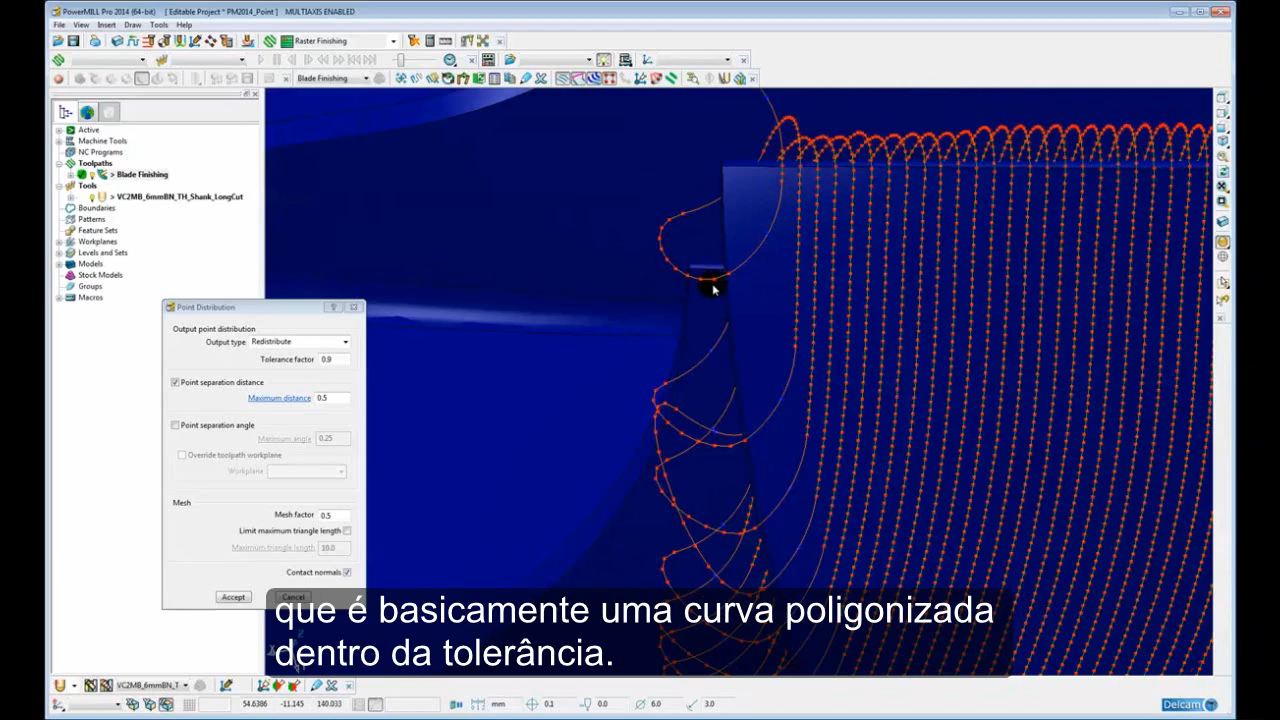 PowerMILL Pro 2014 (64-bit)    [ Editable Property ~ PM2014_Point ]    MULTIAXIS ENABLED
File View Insert Draw Tools Help
Raster Finishing
Blade Finishing
Active
Machine Tools
NC Programs
Toolpaths
> Blade Finishing
Tools
> VC2MB_6mmBN_TH_Shank_LongCut
Boundaries
Patterns
Feature Sets
Workplanes
Levels and Sets
Models
Stock Models
Groups
Macros
Point Distribution
Output point distribution
Output type Redistribute
Tolerance factor 0.9
Point separation distance
Maximum distance 0.5
Point separation angle
Maximum angle 0.25
Override toolpath workplane
Workplane
Mesh
Mesh factor 0.5
Limit maximum triangle length
Maximum triangle length 10.0
Contact normals
Accept Cancel
que é basicamente uma curva poligonizada
dentro da tolerância.
VC2MB_6mmBN_T
54.6386 -11.145 140.033 mm 0.1 0.0 6.0 3.0 Delcam